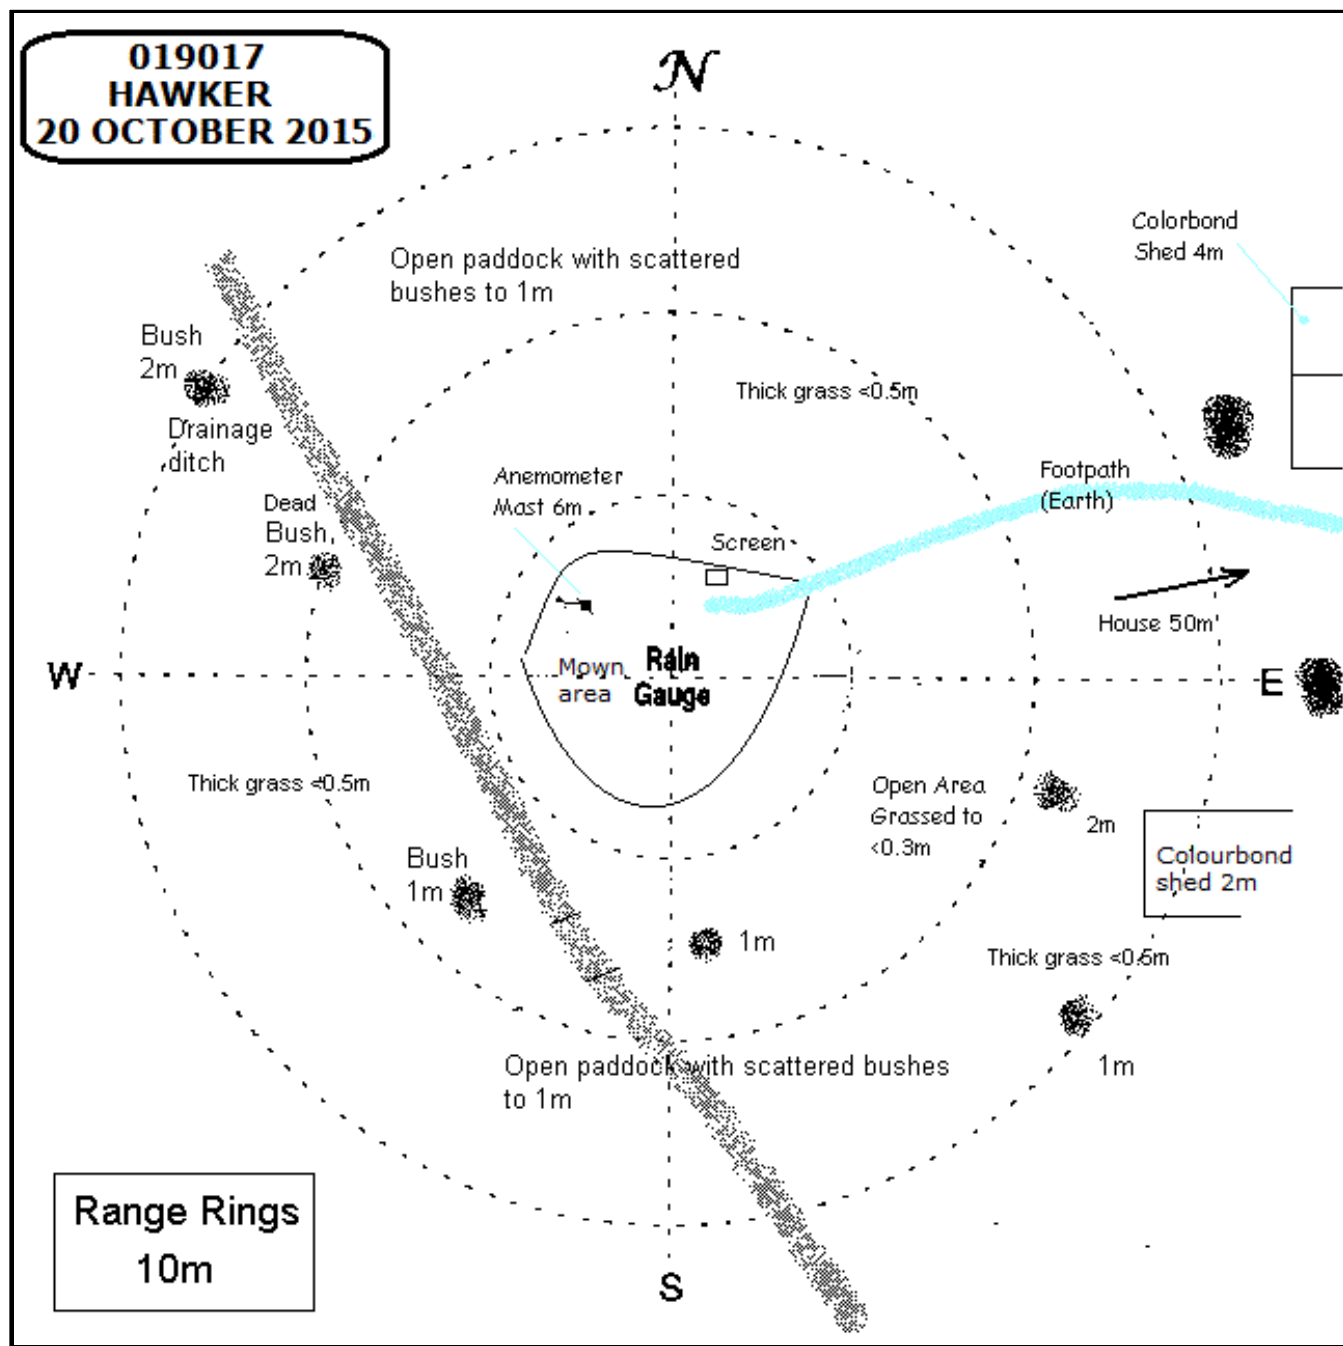 019017
HAWKER
20 OCTOBER 2015
N
Colorbond
Shed 4m
Open paddock with scattered
bushes to 1m
Bush
2m
Thick grass <0.5m
Drainage
ditch
Anemometer
Mast 6m
Footpath
(Earth)
Dead
Bush
2m
Screen
House 50m
W
Mown
area
Rain
Gauge
E
Thick grass <0.5m
Open Area
Grassed to
<0.3m
2m
Colourbond
shed 2m
Bush
1m
1m
Thick grass <0.5m
Open paddock with scattered bushes
to 1m
1m
Range Rings
10m
S